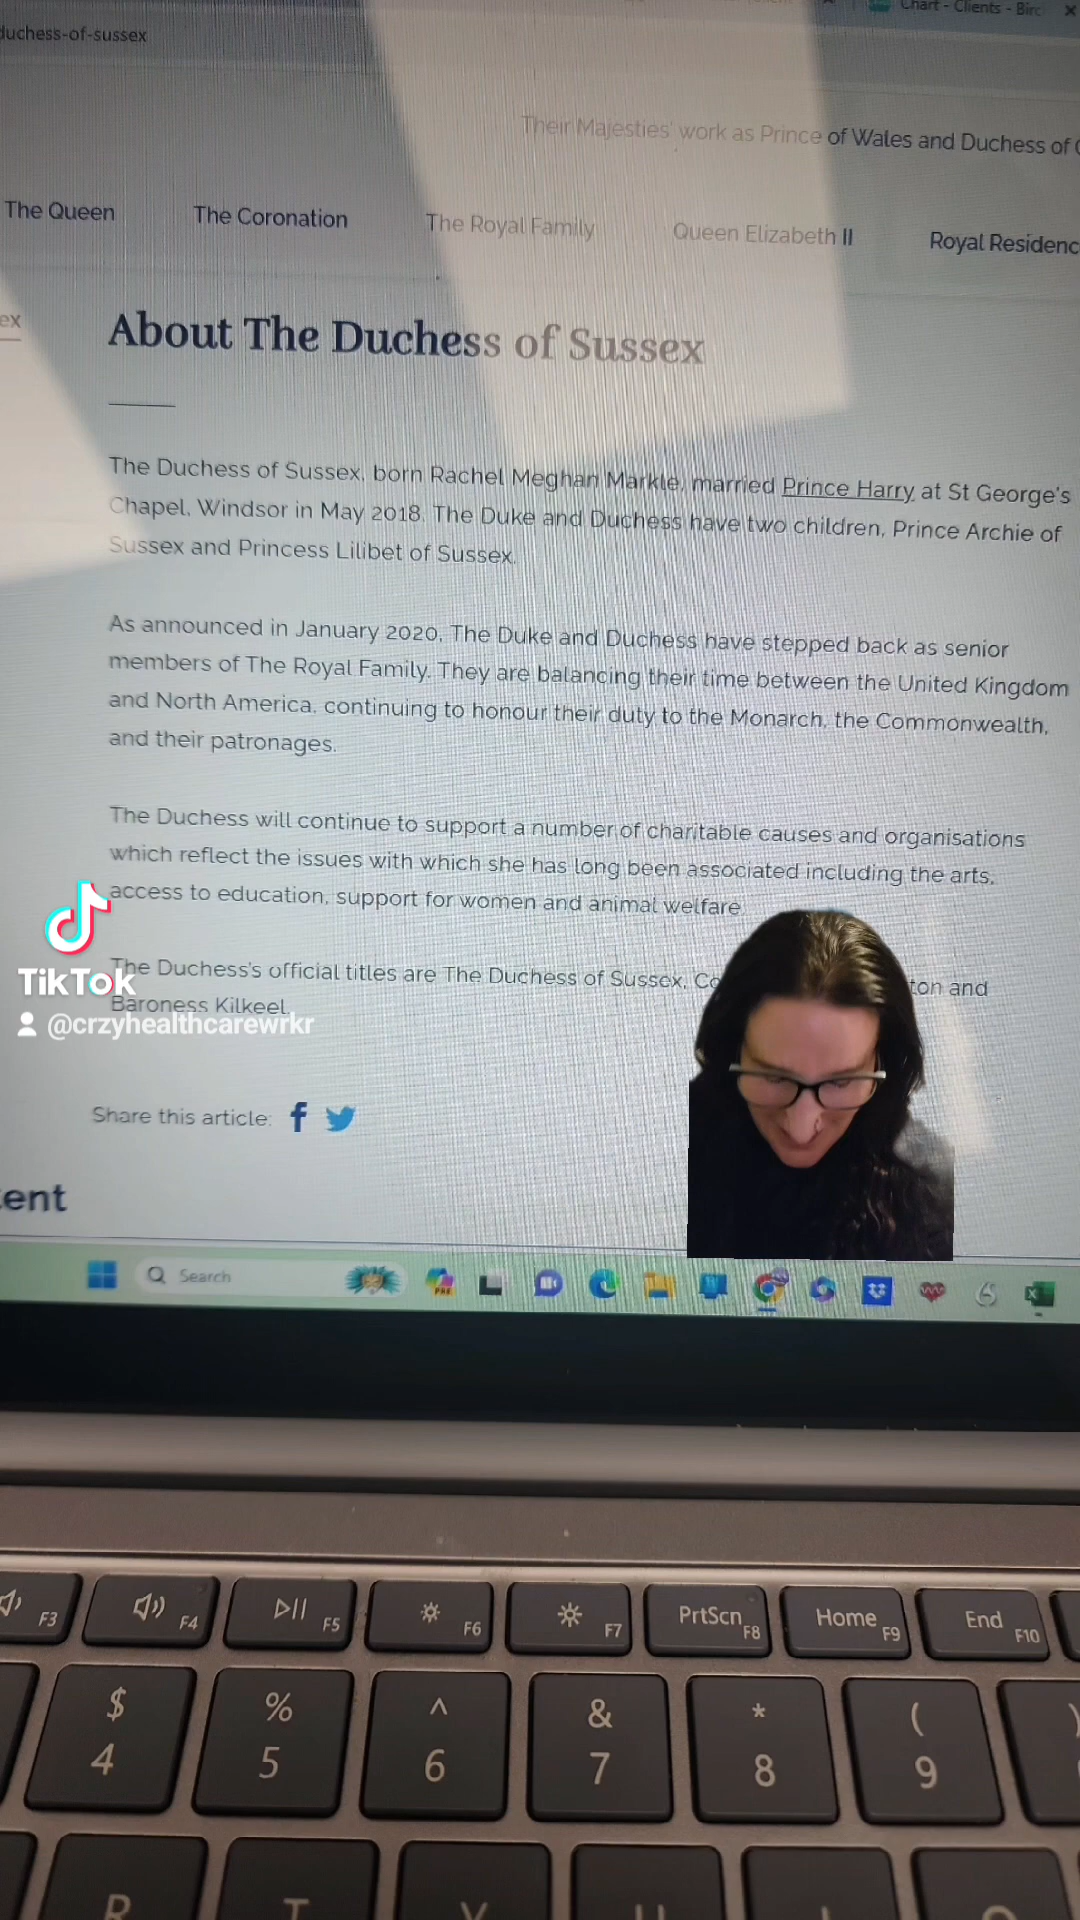 duchess-of-sussex
Chart - Clients - Birc
Their Majesties' work as Prince of Wales and Duchess of
The Queen The Coronation The Royal Family Queen Elizabeth II Royal Residenc
ex
About The Duchess of Sussex
The Duchess of Sussex, born Rachel Meghan Markle, married Prince Harry at St George's
Chapel, Windsor in May 2018. The Duke and Duchess have two children, Prince Archie of
Sussex and Princess Lilibet of Sussex.
As announced in January 2020, The Duke and Duchess have stepped back as senior
members of The Royal Family. They are balancing their time between the United Kingdom
and North America, continuing to honour their duty to the Monarch, the Commonwealth,
and their patronages.
The Duchess will continue to support a number of charitable causes and organisations
which reflect the issues with which she has long been associated including the arts,
access to education, support for women and animal welfare.
The Duchess's official titles are The Duchess of Sussex, Co ton and
Baroness Kilkeel.
TikTok
@crzyhealthcarewrkr
Share this article:
tent
Search
F3 F4 F5 F6 F7 PrtScn F8 Home F9 End F10
$ % ^ & * ( )
4 5 6 7 8 9
R T Y U